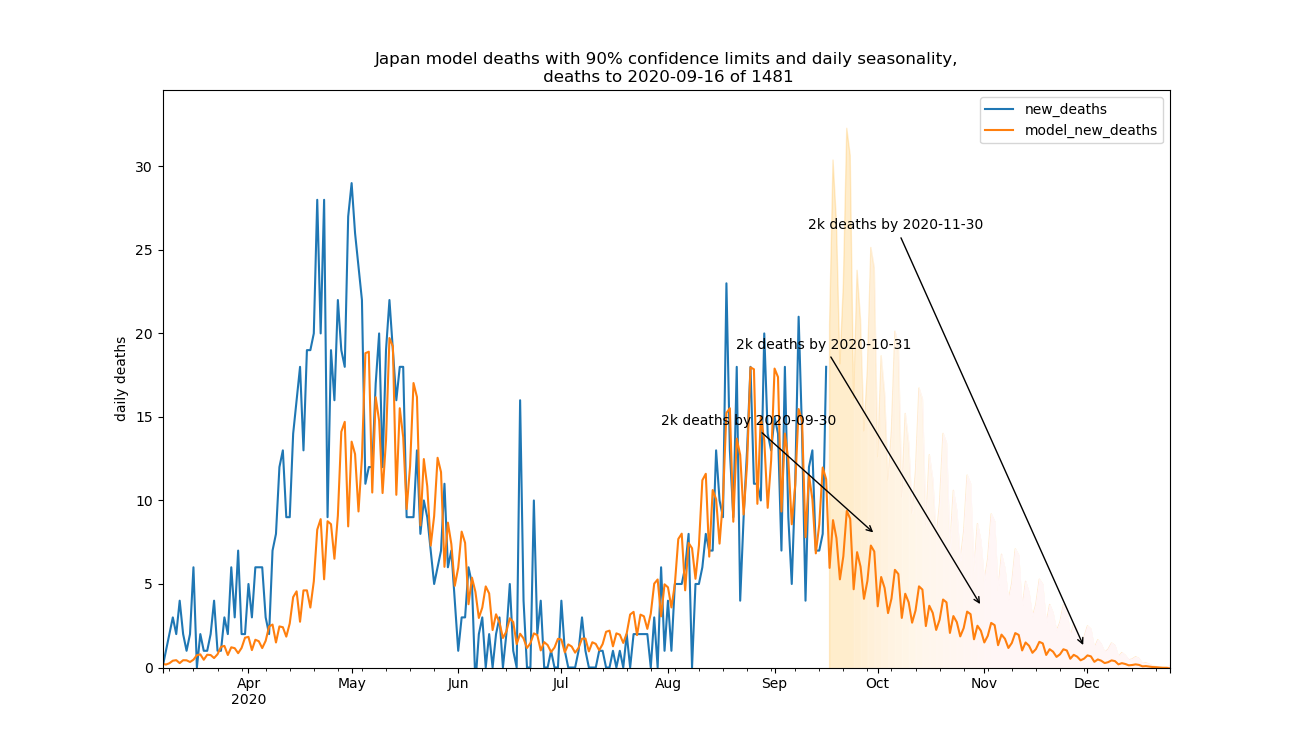 Japan model deaths with 90% confidence limits and daily seasonality,
deaths to 2020-09-16 of 1481
new_deaths
model_new_deaths
30
25
20
15
10
5
0
daily deaths
2k deaths by 2020-11-30
2k deaths by 2020-10-31
2k deaths by 2020-09-30
Apr May Jun Jul Aug Sep Oct Nov Dec
2020